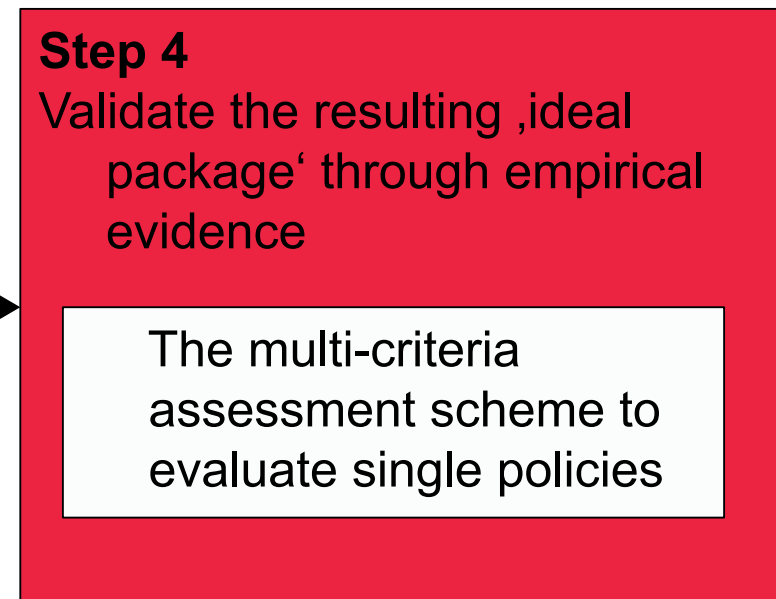 Step 4
Validate the resulting ‚ideal
package‘ through empirical
evidence
The multi-criteria
assessment scheme to
evaluate single policies